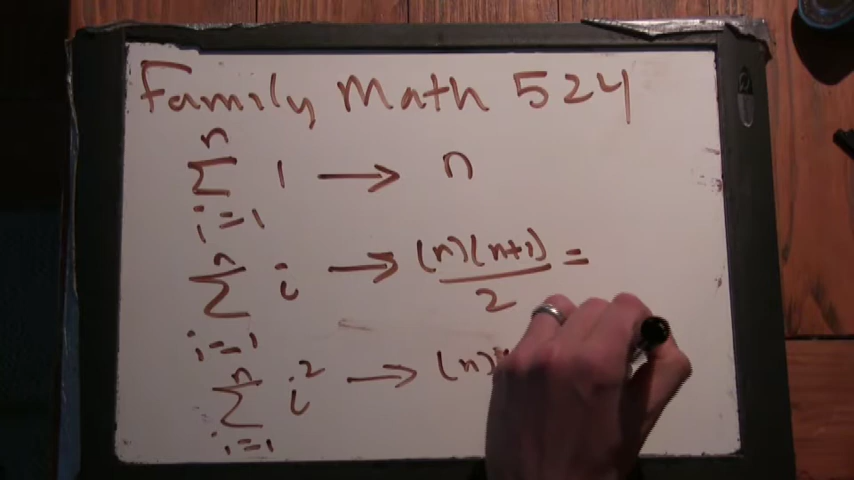 Family Math 524
n
Σ 1 → n
i=1
n
Σ i → (n)(n+1) =
2
i=1
n
Σ i² → (n)
i=1